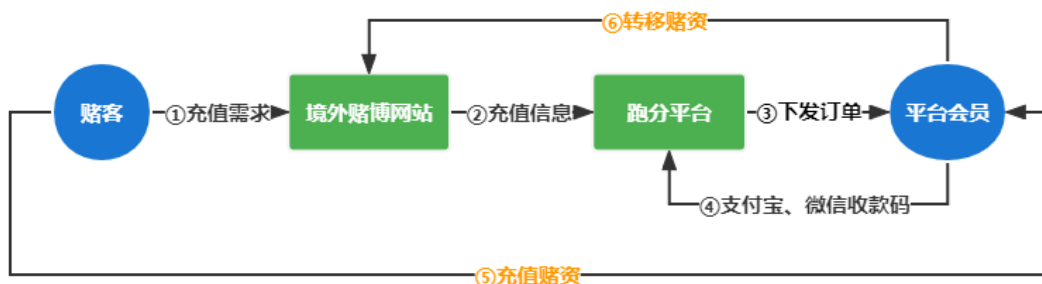 ⑥转移赌资
赌客
①充值需求
境外赌博网站
②充值信息
跑分平台
③下发订单
平台会员
④支付宝、微信收款码
⑤充值赌资